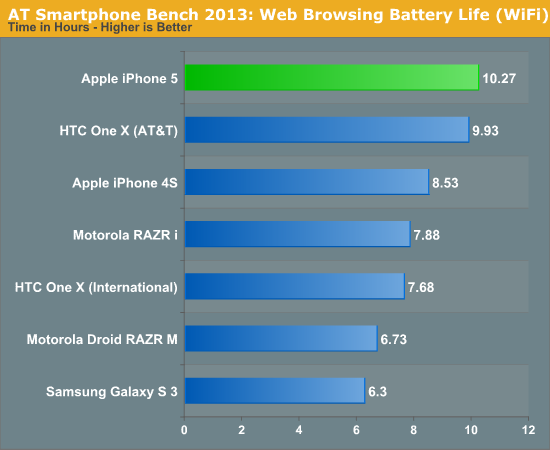 AT Smartphone Bench 2013: Web Browsing Battery Life (WiFi)
Time in Hours - Higher is Better
Apple iPhone 5 10.27
HTC One X (AT&T) 9.93
Apple iPhone 4S 8.53
Motorola RAZR i 7.88
HTC One X (International) 7.68
Motorola Droid RAZR M 6.73
Samsung Galaxy S 3 6.3
0 2 4 6 8 10 12